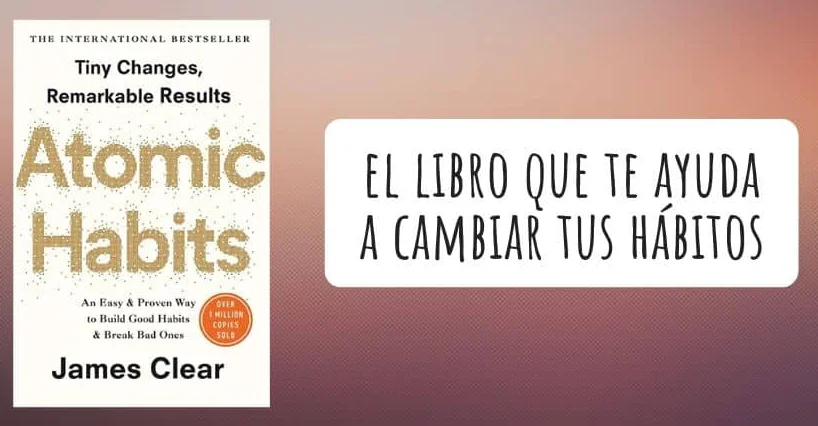 THE INTERNATIONAL BESTSELLER
Tiny Changes,
Remarkable Results
Atomic
Habits
An Easy & Proven Way
to Build Good Habits
& Break Bad Ones
OVER
1 MILLION
COPIES
SOLD
James Clear
EL LIBRO QUE TE AYUDA
A CAMBIAR TUS HÁBITOS